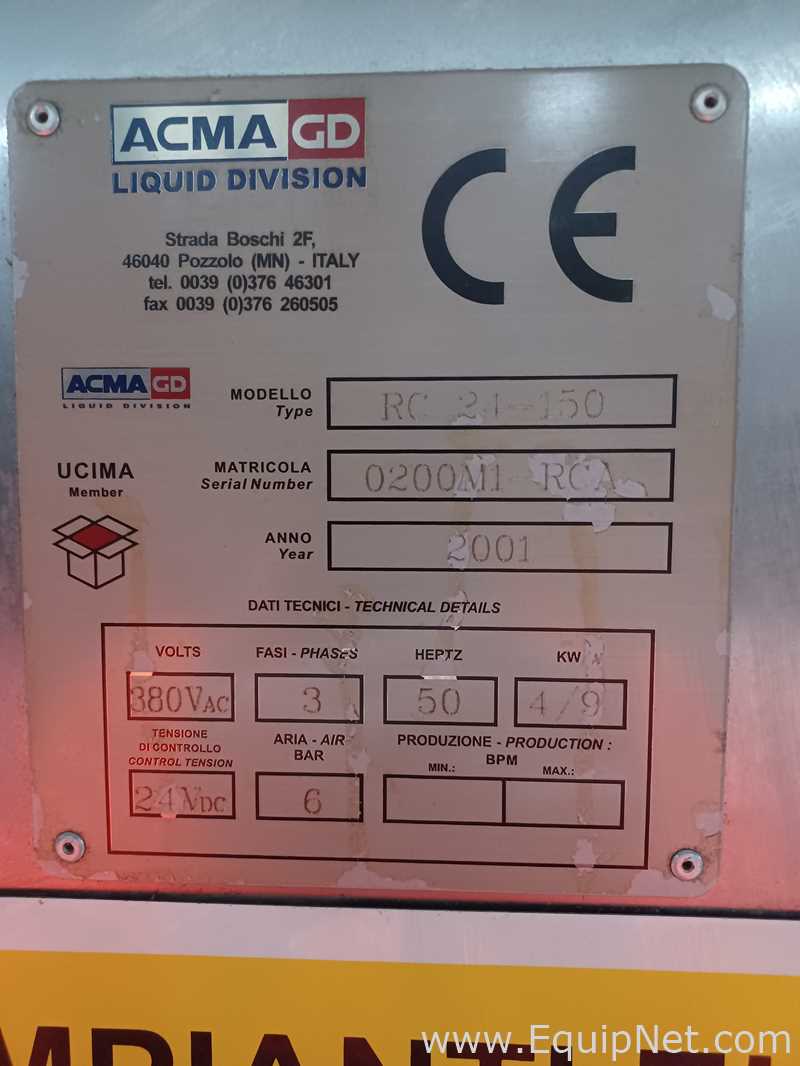 ACMA GD
LIQUID DIVISION
CE
Strada Boschi 2F,
46040 Pozzolo (MN) - ITALY
tel. 0039 (0)376 46301
fax 0039 (0)376 260505
ACMA GD
LIQUID DIVISION
MODELLO
Type
RC 24-150
UCIMA
Member
MATRICOLA
Serial Number
0200M1 RCA
ANNO
Year
2001
DATI TECNICI - TECHNICAL DETAILS
VOLTS
FASI - PHASES
HEPTZ
KW
380VAC
3
50
4/9
TENSIONE
DI CONTROLLO
CONTROL TENSION
ARIA - AIR
BAR
PRODUZIONE - PRODUCTION :
BPM
MIN.:
MAX.:
24VDC
6
www.EquipNet.com